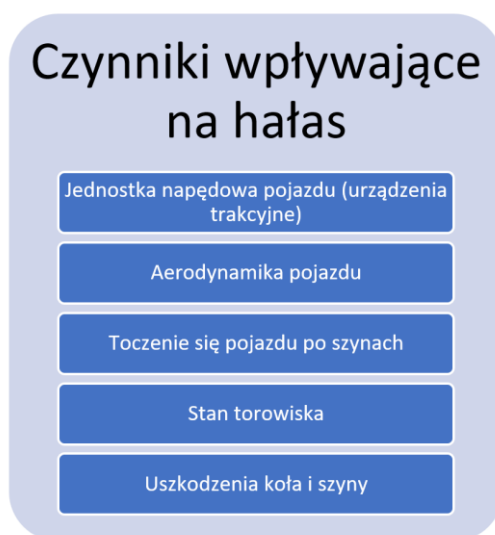 Czynniki wpływające
na hałas
Jednostka napędowa pojazdu (urządzenia
trakcyjne)
Aerodynamika pojazdu
Toczenie się pojazdu po szynach
Stan torowiska
Uszkodzenia koła i szyny